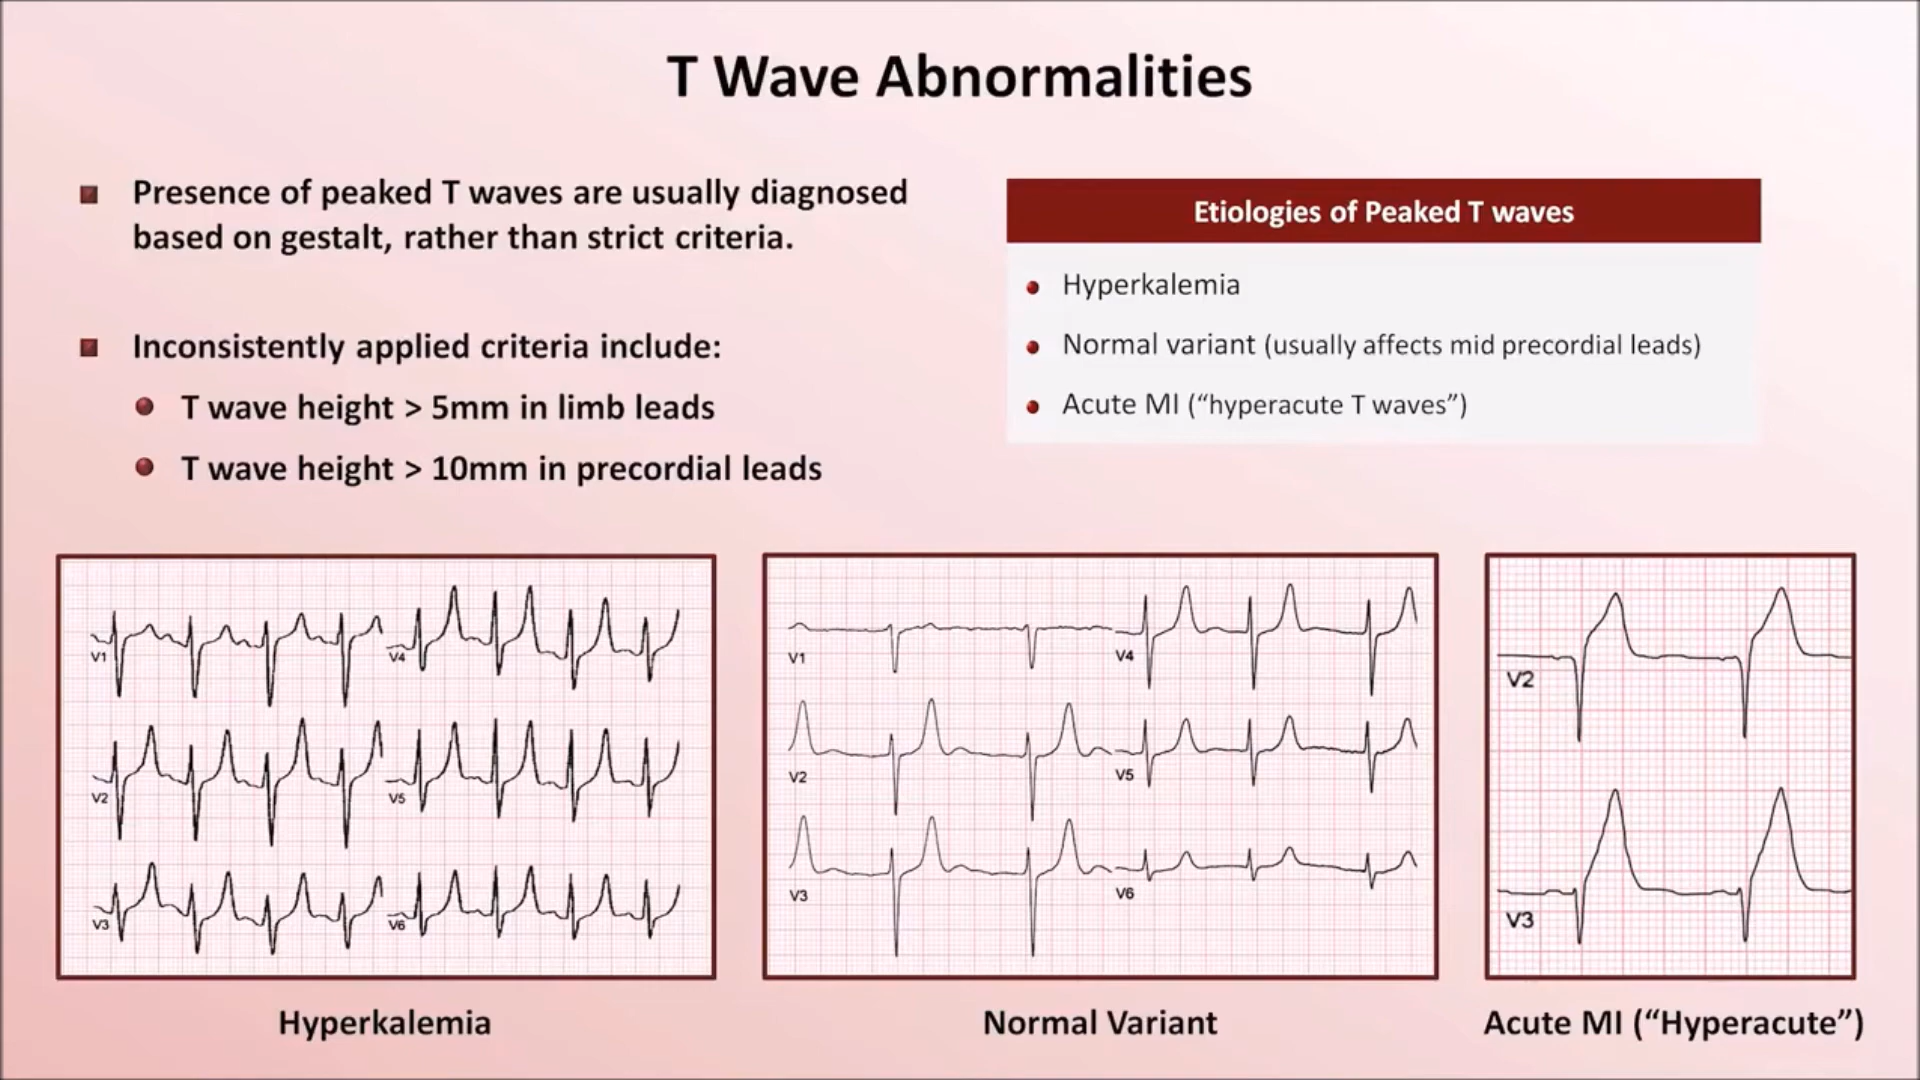 T Wave Abnormalities
Presence of peaked T waves are usually diagnosed
based on gestalt, rather than strict criteria.
Inconsistently applied criteria include:
T wave height > 5mm in limb leads
T wave height > 10mm in precordial leads
Etiologies of Peaked T waves
Hyperkalemia
Normal variant (usually affects mid precordial leads)
Acute MI (“hyperacute T waves”)
V1
V4
V2
V5
V3
V6
Hyperkalemia
V1
V4
V2
V5
V3
V6
Normal Variant
V2
V3
Acute MI (“Hyperacute”)